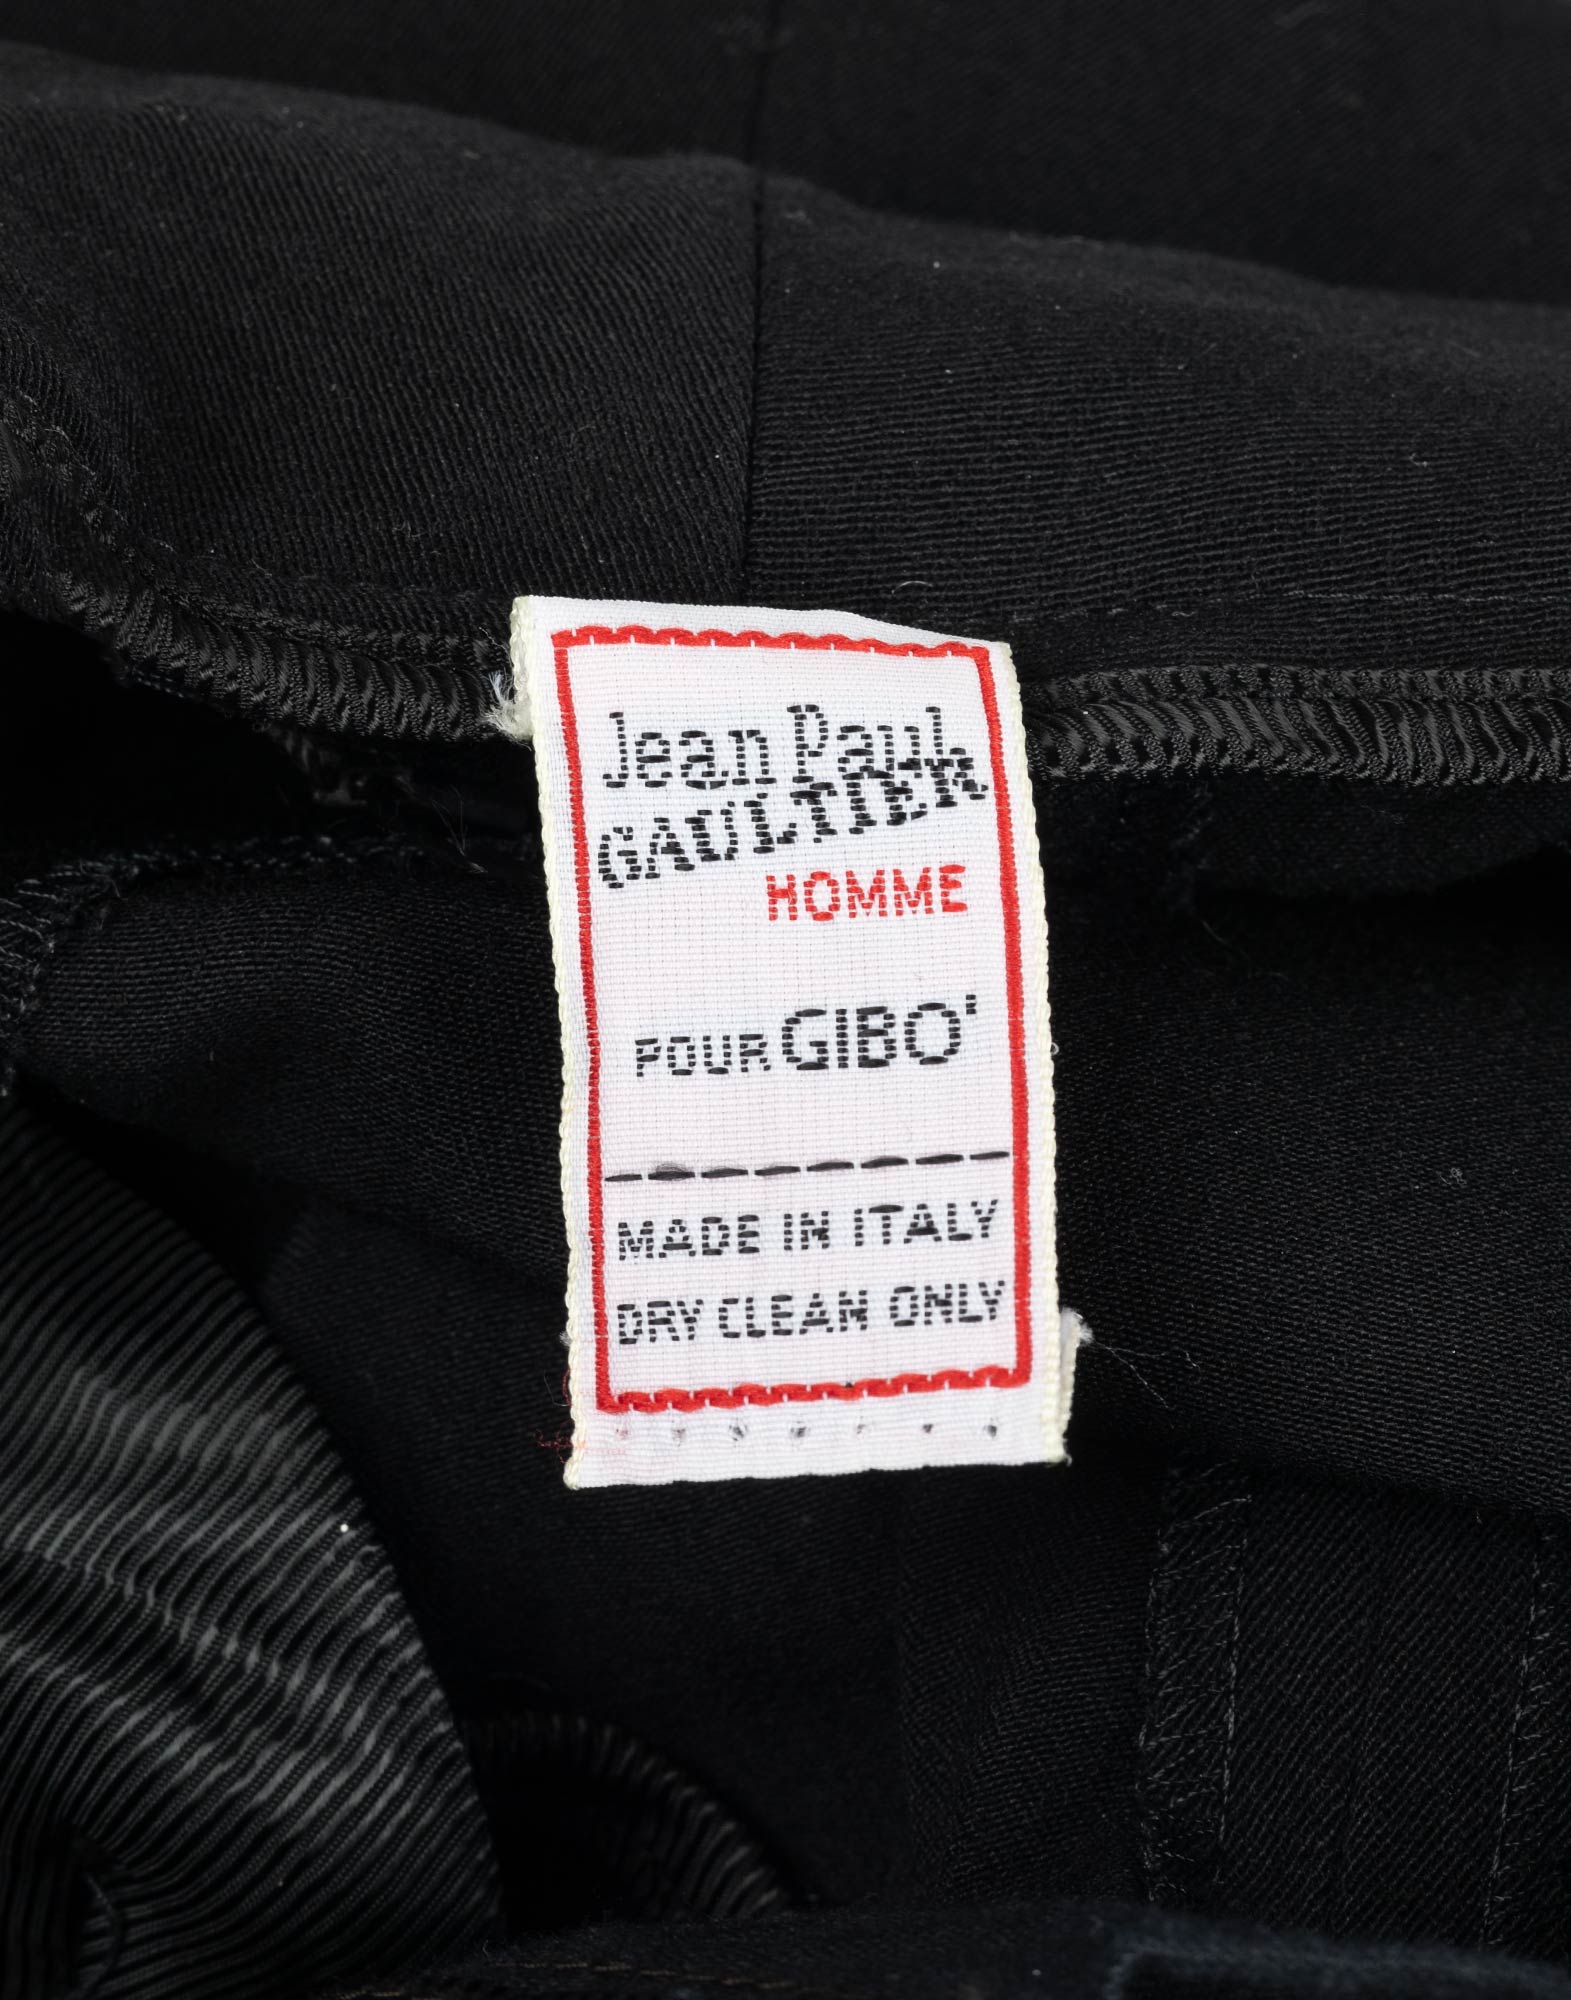 Jean Paul
GAULTIER
HOMME
POUR GIBO'
MADE IN ITALY
DRY CLEAN ONLY